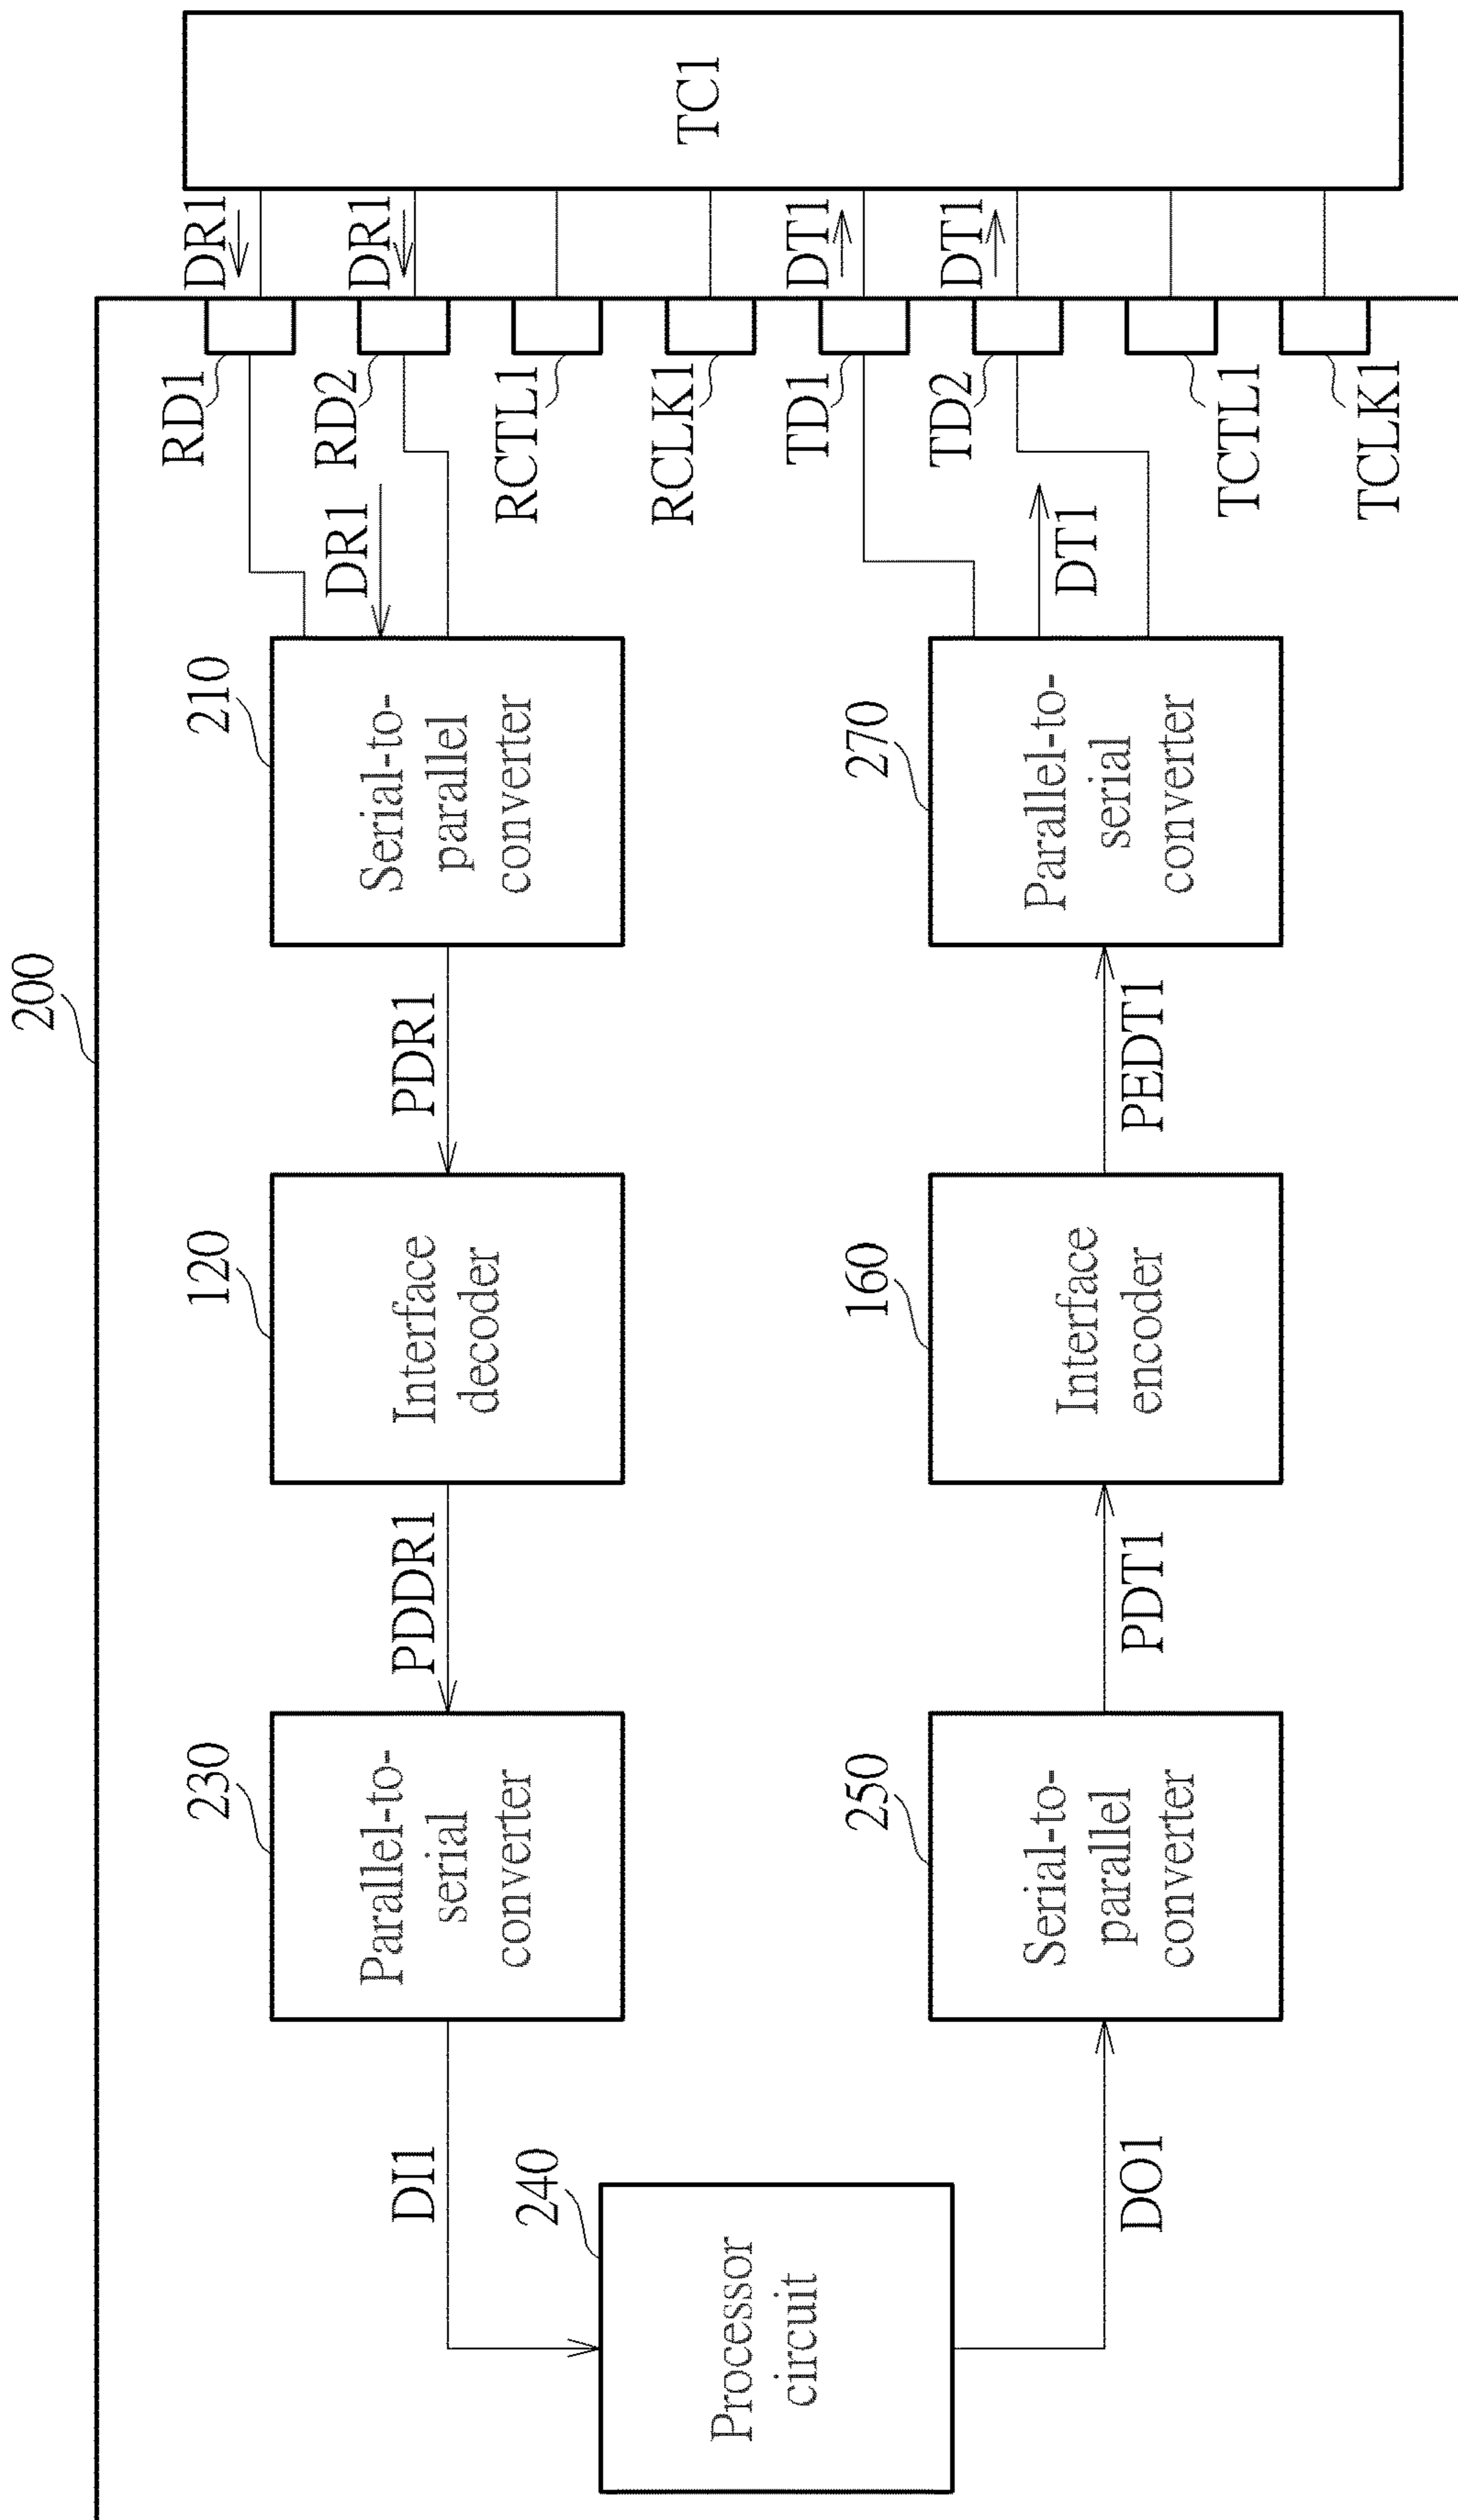 200
240
Processor
circuit
DI1
DO1
230
Parallel-to-
serial
converter
250
Serial-to-
parallel
converter
PDDR1
PDT1
120
Interface
decoder
160
Interface
encoder
PDR1
PEDT1
210
Serial-to-
parallel
converter
270
Parallel-to-
serial
converter
DR1
DT1
RD1
RD2
RCTL1
RCLK1
TD1
TD2
TCTL1
TCLK1
DR1
DR1
DT1
DT1
TC1